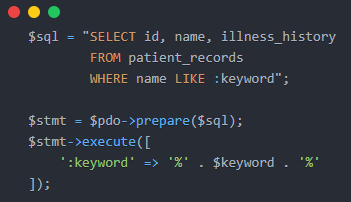 $sql = "SELECT id, name, illness_history
FROM patient_records
WHERE name LIKE :keyword";
$stmt = $pdo->prepare($sql);
$stmt->execute([
':keyword' => '%' . $keyword . '%'
]);